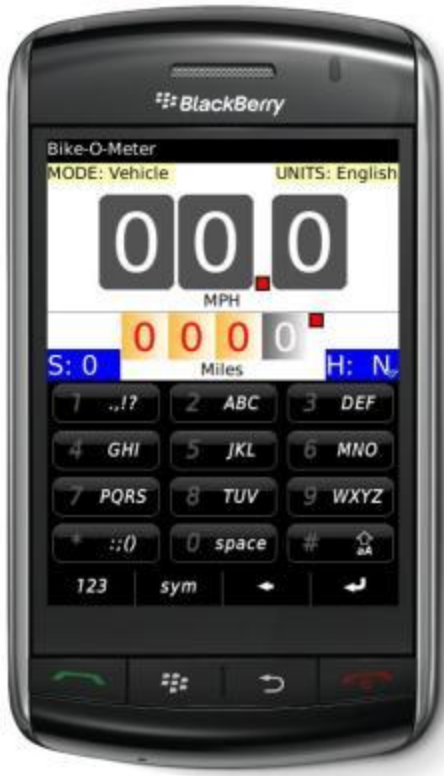 BlackBerry
Bike-O-Meter
MODE: Vehicle UNITS: English
00.0
MPH
0000
S: 0 Miles H: N
1 .,!? 2 ABC 3 DEF
4 GHI 5 JKL 6 MNO
7 PQRS 8 TUV 9 WXYZ
* :;() 0 space # aA
123 sym